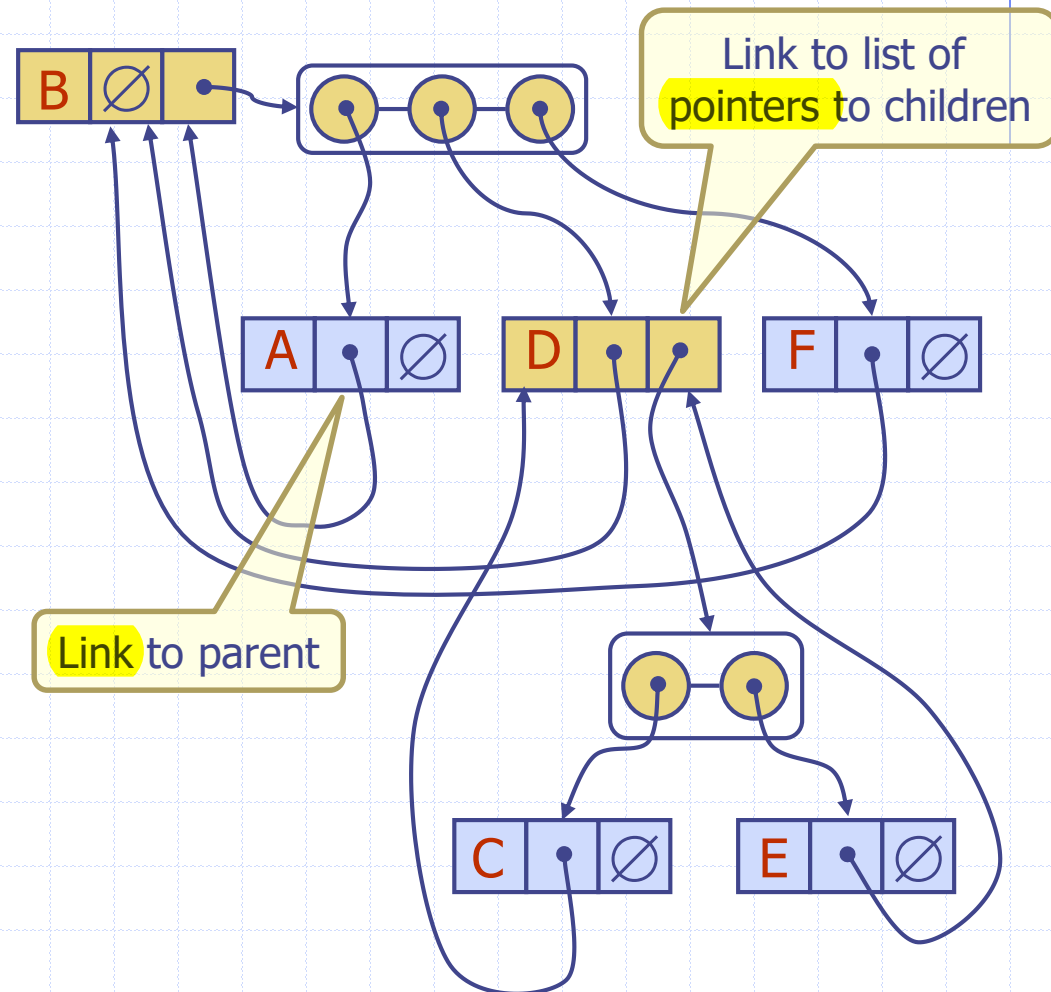 B ∅
Link to list of
pointers to children
A ∅
D
F ∅
Link to parent
C ∅
E ∅